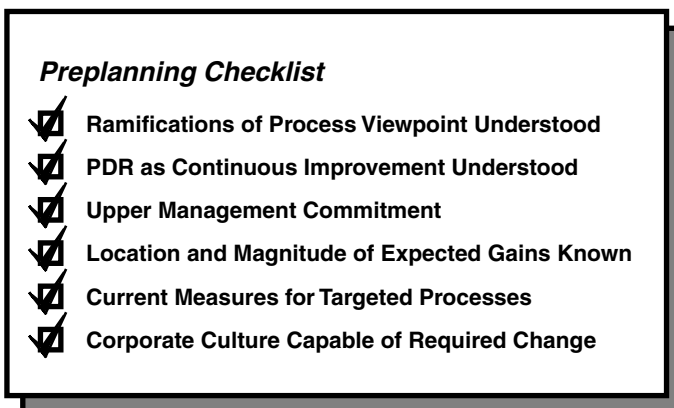 Preplanning Checklist
Ramifications of Process Viewpoint Understood
PDR as Continuous Improvement Understood
Upper Management Commitment
Location and Magnitude of Expected Gains Known
Current Measures for Targeted Processes
Corporate Culture Capable of Required Change